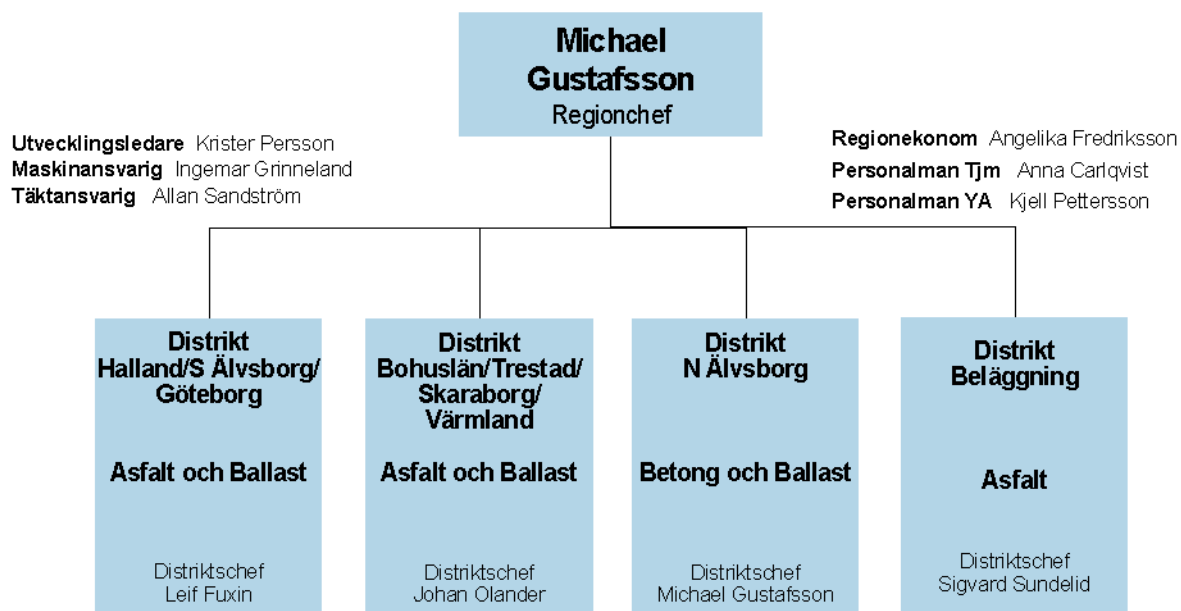 Michael
Gustafsson
Regionchef
Utvecklingsledare Krister Persson
Maskinansvarig Ingemar Grinneland
Täktansvarig Allan Sandström
Regionekonom Angelika Fredriksson
Personalman Tjm Anna Carlqvist
Personalman YA Kjell Pettersson
Distrikt
Halland/S Älvsborg/
Göteborg
Asfalt och Ballast
Distriktschef
Leif Fuxin
Distrikt
Bohuslän/Trestad/
Skaraborg/
Värmland
Asfalt och Ballast
Distriktschef
Johan Olander
Distrikt
N Älvsborg
Betong och Ballast
Distriktschef
Michael Gustafsson
Distrikt
Beläggning
Asfalt
Distriktschef
Sigvard Sundelid